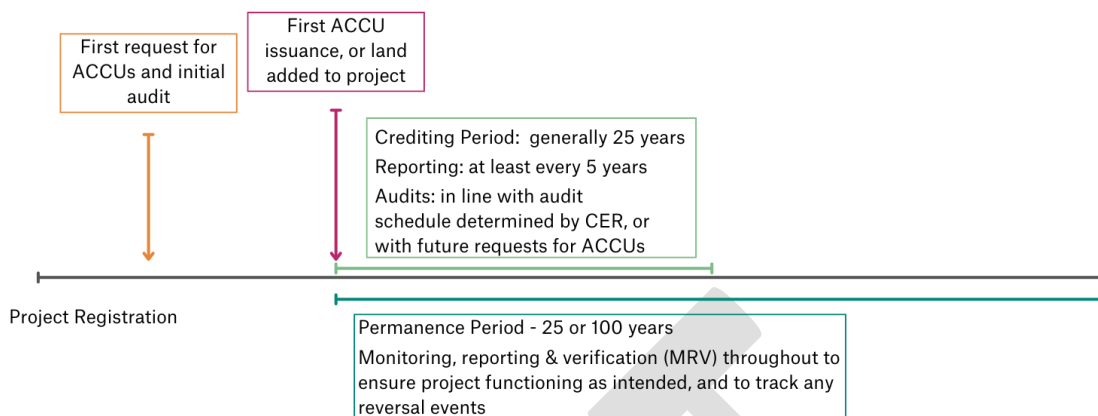 First request for
ACCUs and initial
audit
First ACCU
issuance, or land
added to project
Crediting Period:  generally 25 years
Reporting: at least every 5 years
Audits: in line with audit
schedule determined by CER, or
with future requests for ACCUs
Project Registration
Permanence Period - 25 or 100 years
Monitoring, reporting & verification (MRV) throughout to
ensure project functioning as intended, and to track any
reversal events